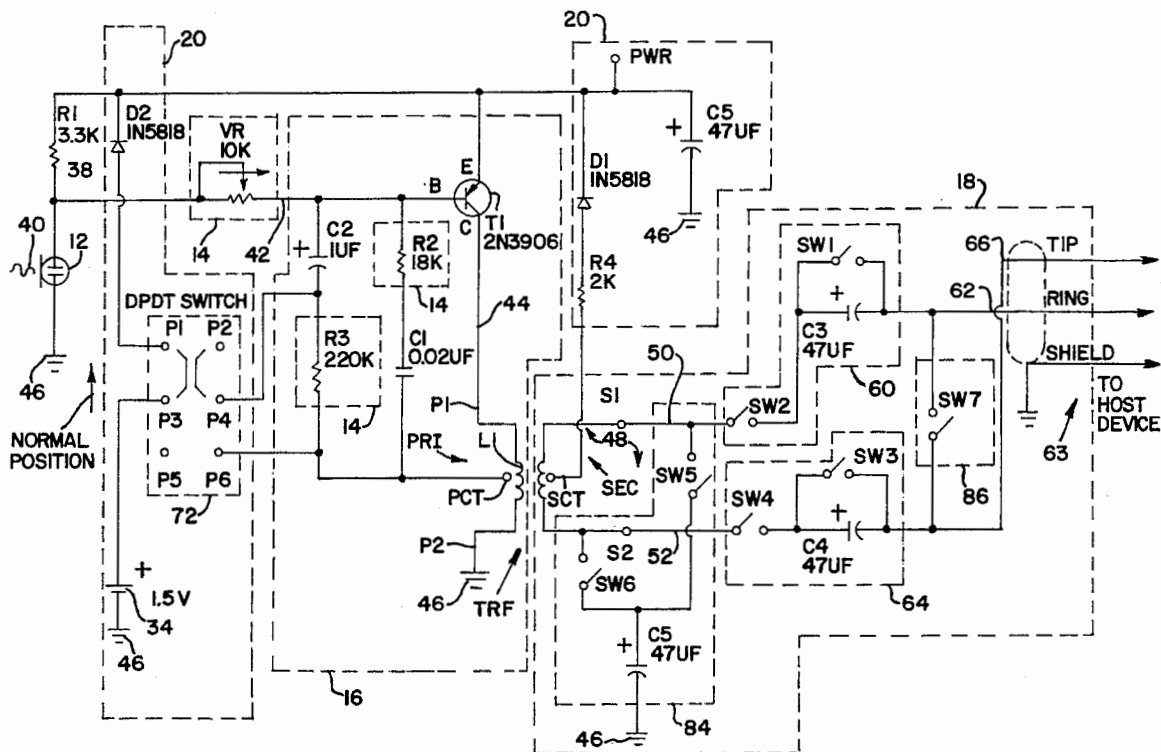 20
20
PWR
R1
3.3K
38
D2
1N5818
VR
10K
C5
47UF
+
E
B
C
T1
2N3906
D1
1N5818
18
40
12
14
42
+
C2
1UF
R2
18K
14
46
R4
2K
SW1
66
TIP
+
62
RING
DPDT SWITCH
P1
P2
44
C3
47UF
SHIELD
46
R3
220K
C1
0.02UF
50
60
TO
HOST
DEVICE
P3
P4
14
P1
S1
SW2
SW7
63
NORMAL
POSITION
PRI
L
48
SW5
SW3
P5
P6
PCT
SCT
SEC
SW4
+
86
72
P2
S2
52
C4
47UF
+
1.5V
34
46
TRF
SW6
64
46
+
C5
47UF
16
46
84